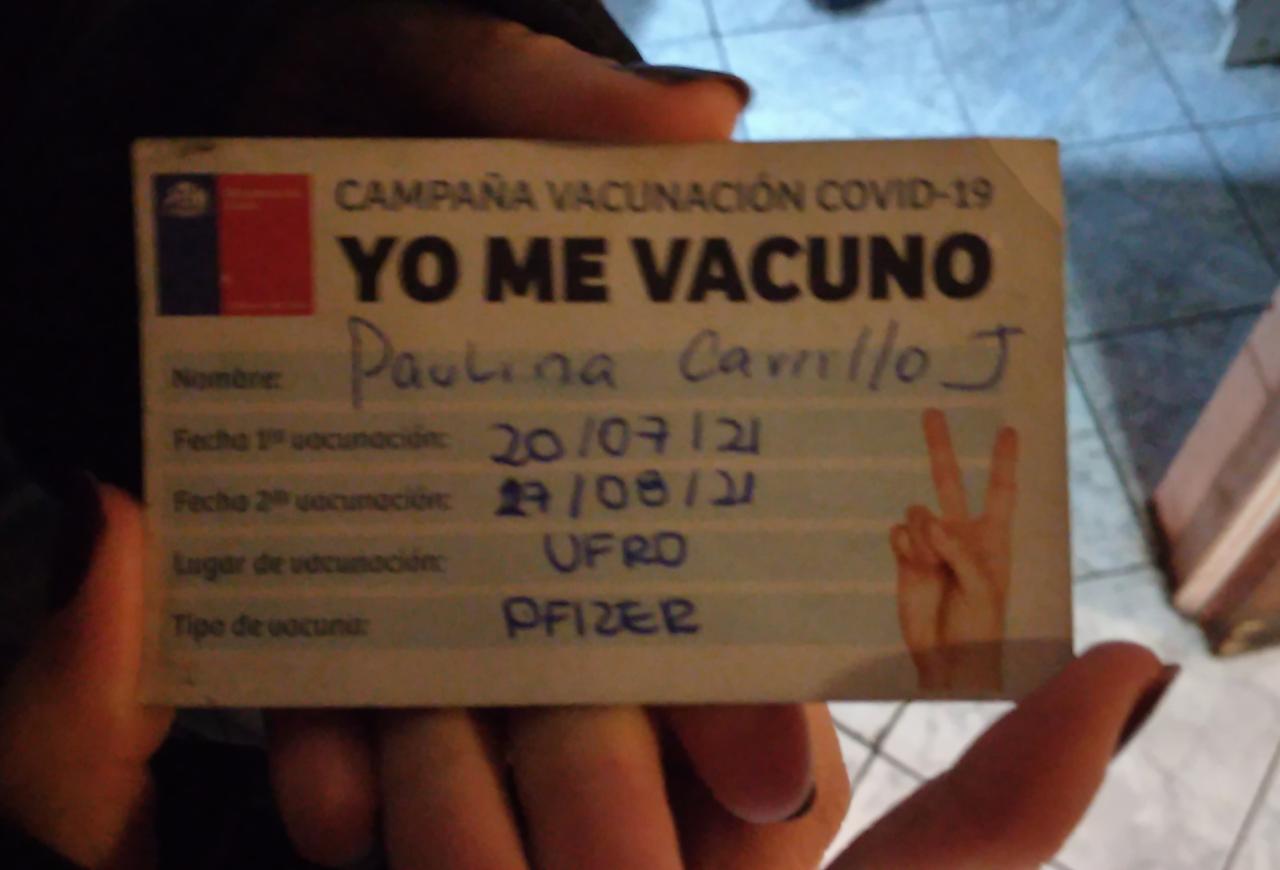 CAMPAÑA VACUNACIÓN COVID-19
YO ME VACUNO
Nombre: Paulina Carrillo J
Fecha 1ra vacunación: 20/07/21
Fecha 2da vacunación: /08/21
Lugar de vacunación: UFRO
Tipo de vacuna: PFIZER